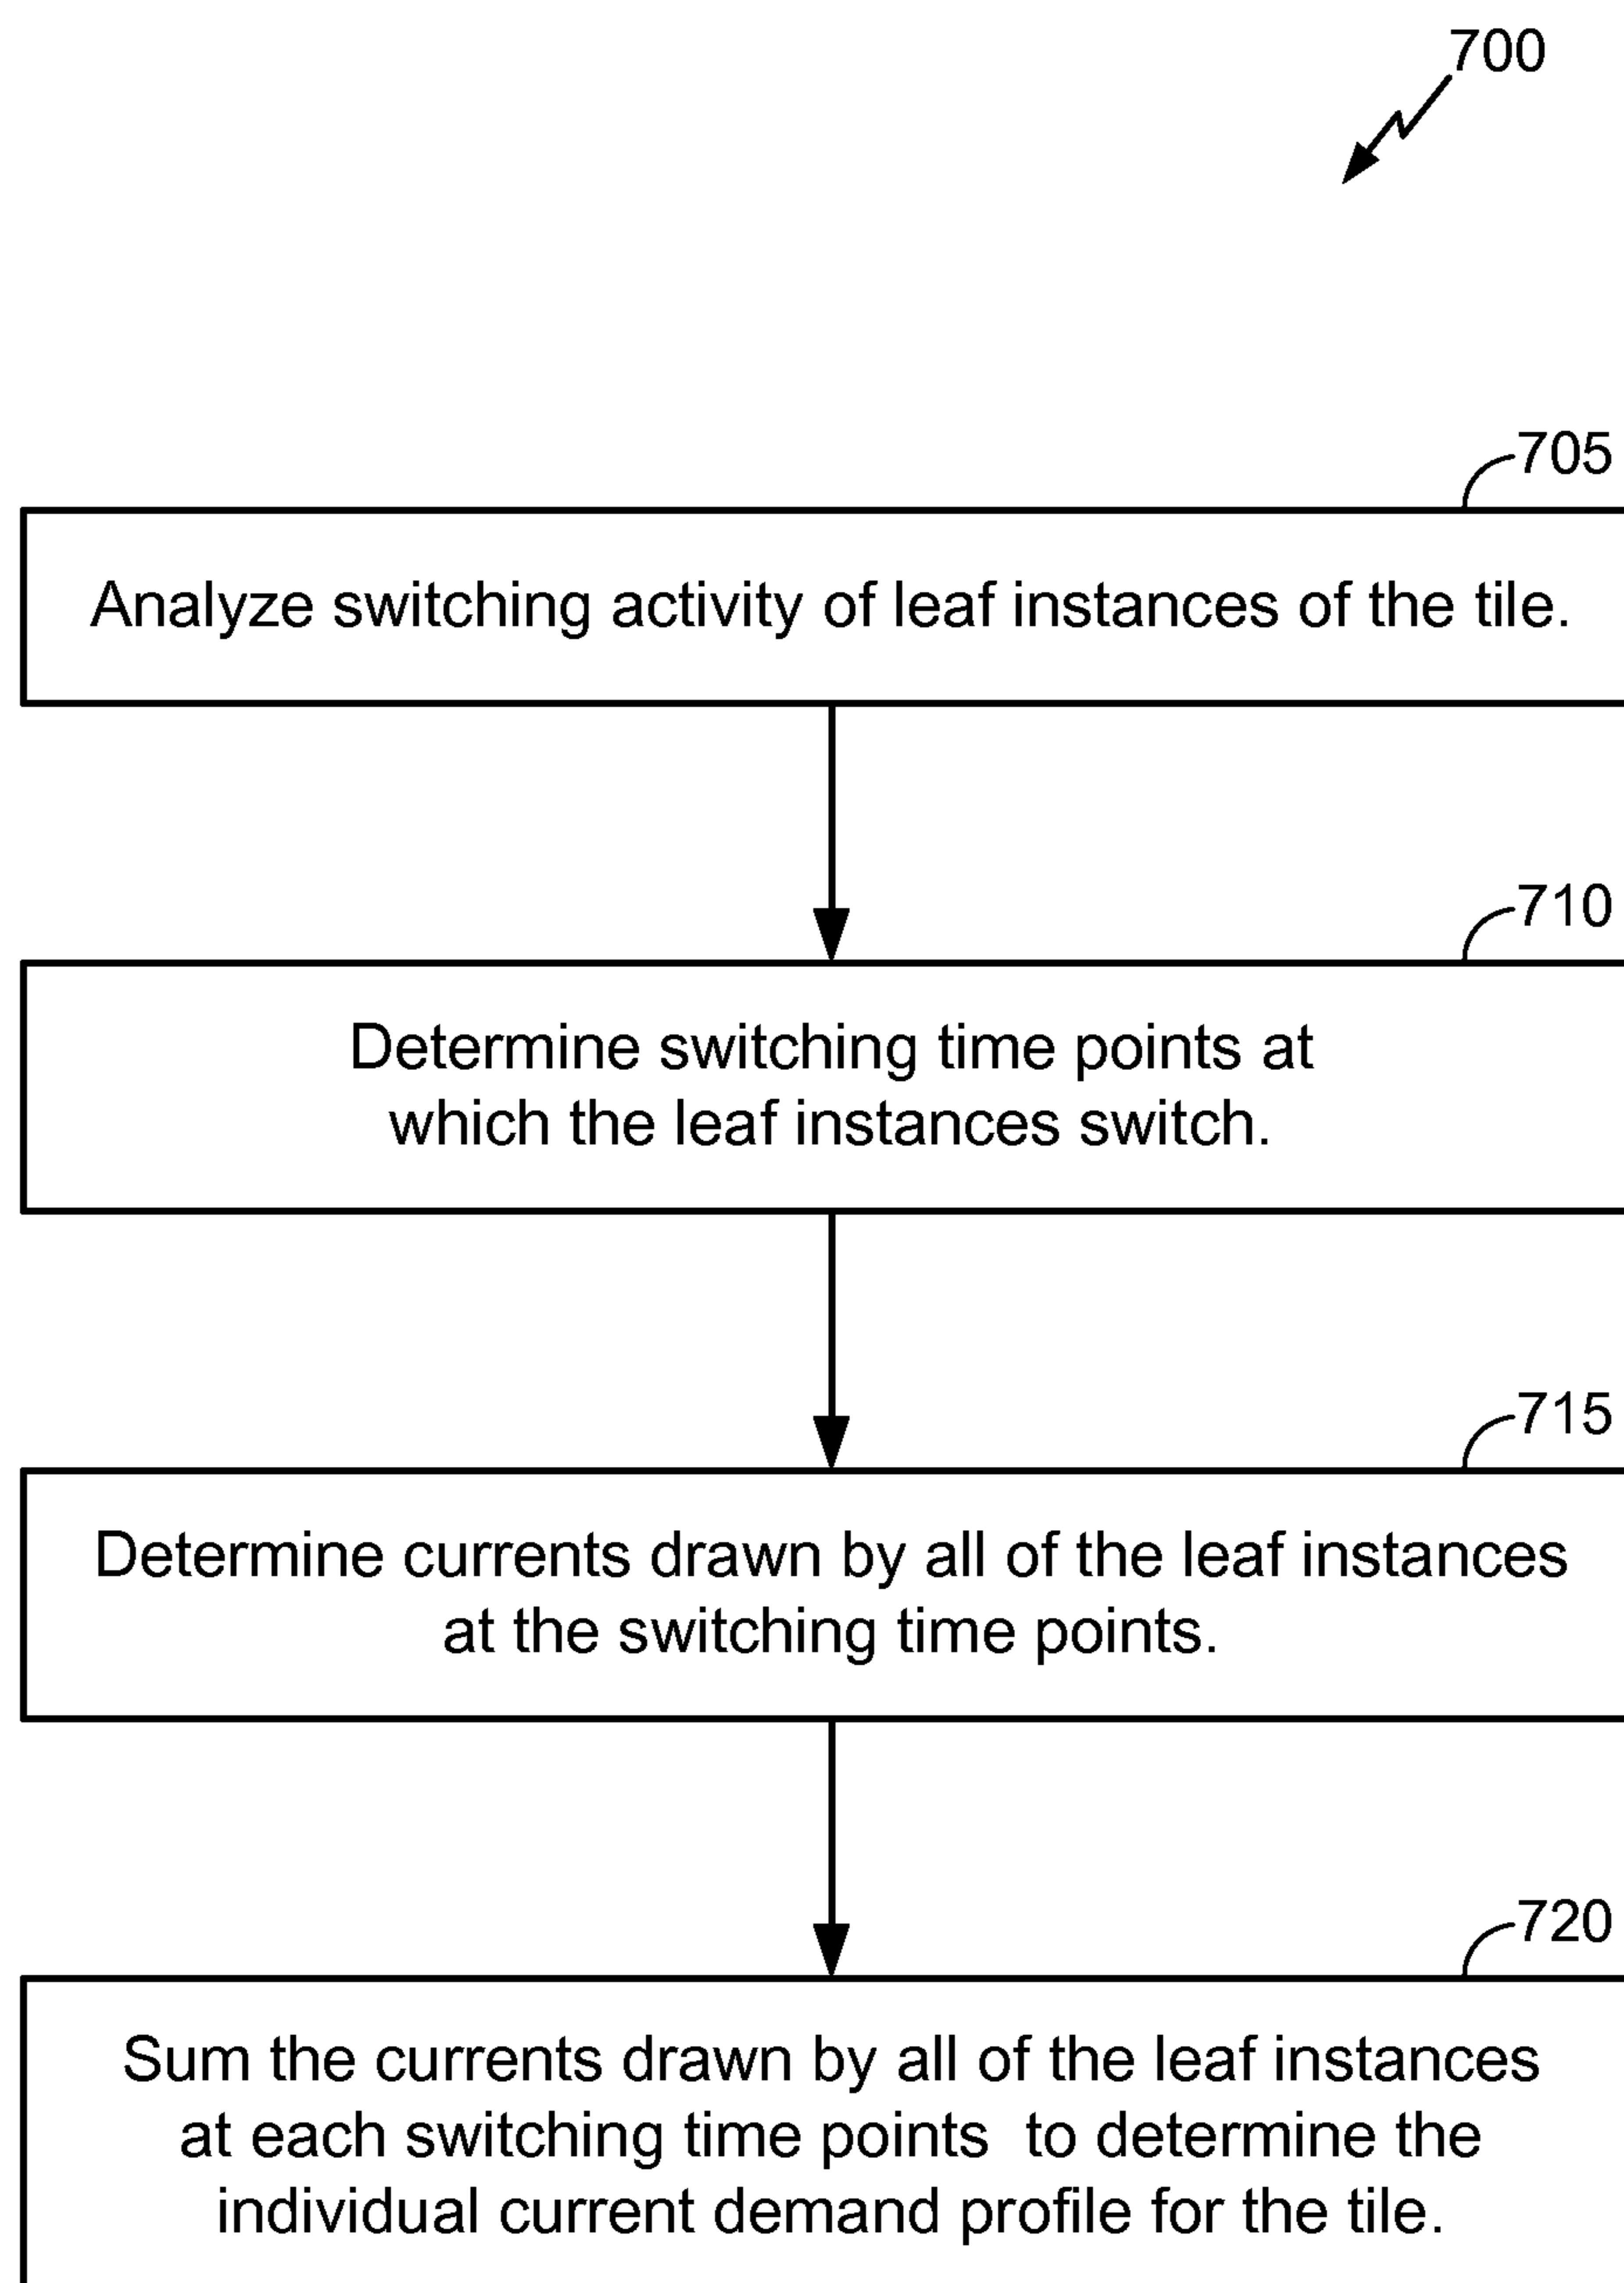 700
705
Analyze switching activity of leaf instances of the tile.
710
Determine switching time points at
which the leaf instances switch.
715
Determine currents drawn by all of the leaf instances
at the switching time points.
720
Sum the currents drawn by all of the leaf instances
at each switching time points  to determine the
individual current demand profile for the tile.